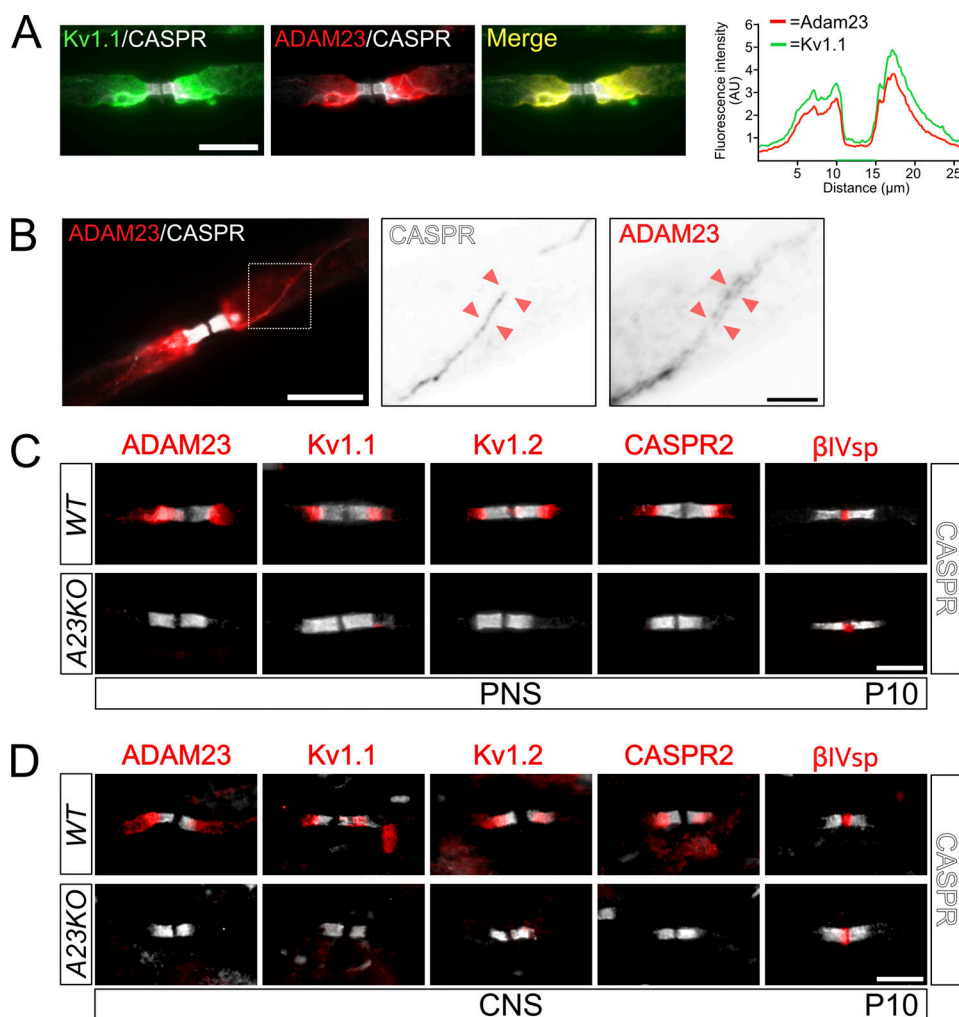 A
Kv1.1/CASPR
ADAM23/CASPR
Merge
=Adam23
=Kv1.1
Fluorescence intensity
(AU)
6
5
4
3
2
1
5 10 15 20 25
Distance (µm)
B
ADAM23/CASPR
CASPR
ADAM23
C
ADAM23 Kv1.1 Kv1.2 CASPR2 βIVsp
WT
A23KO
CASPR
PNS P10
D
ADAM23 Kv1.1 Kv1.2 CASPR2 βIVsp
WT
A23KO
CASPR
CNS P10